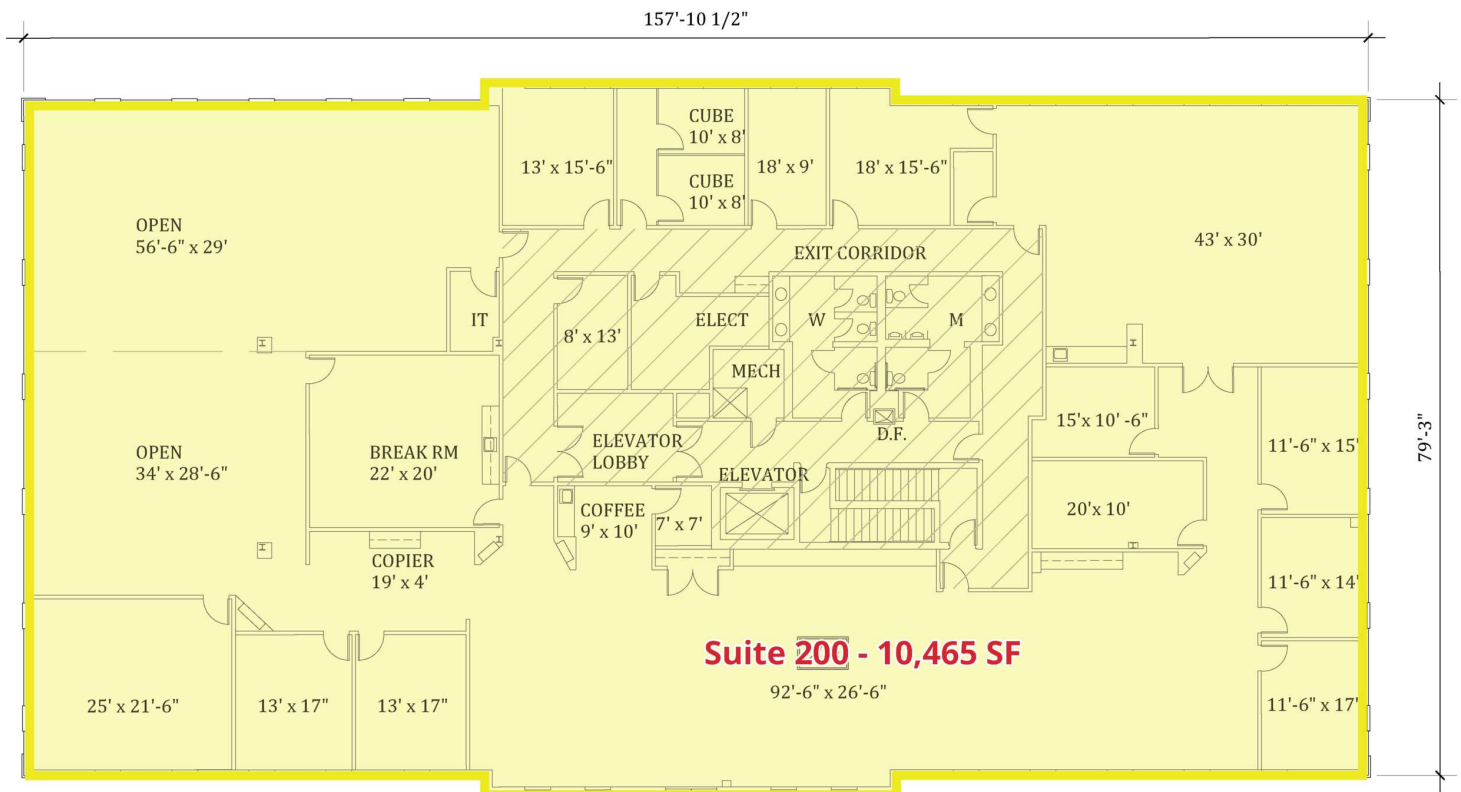 157'-10 1/2"
CUBE
10' x 8'
13' x 15'-6"
18' x 9'
18' x 15'-6"
CUBE
10' x 8'
OPEN
56'-6" x 29'
43' x 30'
EXIT CORRIDOR
IT
8' x 13'
ELECT
W
M
H
H
H
MECH
79'-3"
15'x 10' -6"
11'-6" x 15'
D.F.
ELEVATOR
LOBBY
OPEN
34' x 28'-6"
BREAK RM
22' x 20'
ELEVATOR
COFFEE
9' x 10'
7' x 7'
20'x 10'
H
H
H
COPIER
19' x 4'
11'-6" x 14'
Suite 200 - 10,465 SF
92'-6" x 26'-6"
25' x 21'-6"
13' x 17"
13' x 17"
11'-6" x 17'